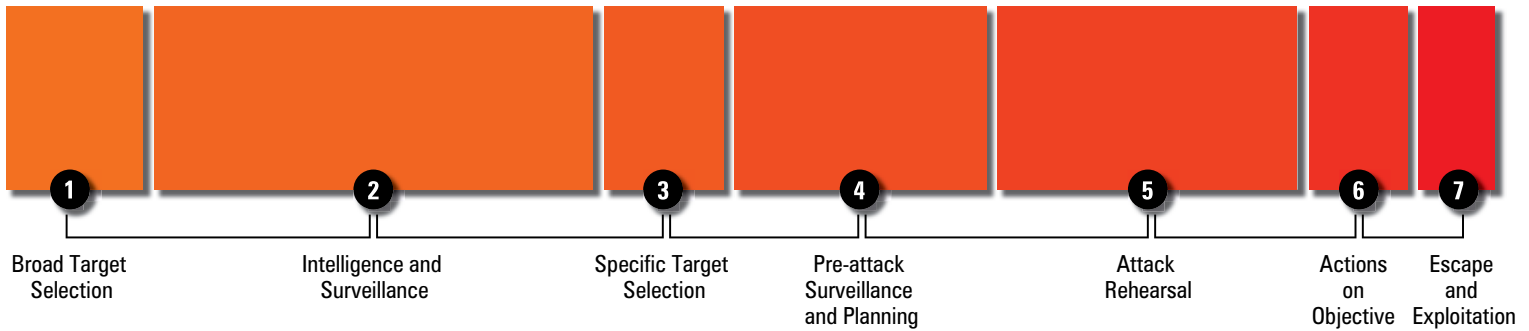 1
2
3
4
5
6
7
Broad Target
Selection
Intelligence and
Surveillance
Specific Target
Selection
Pre-attack
Surveillance
and Planning
Attack
Rehearsal
Actions
on
Objective
Escape
and
Exploitation